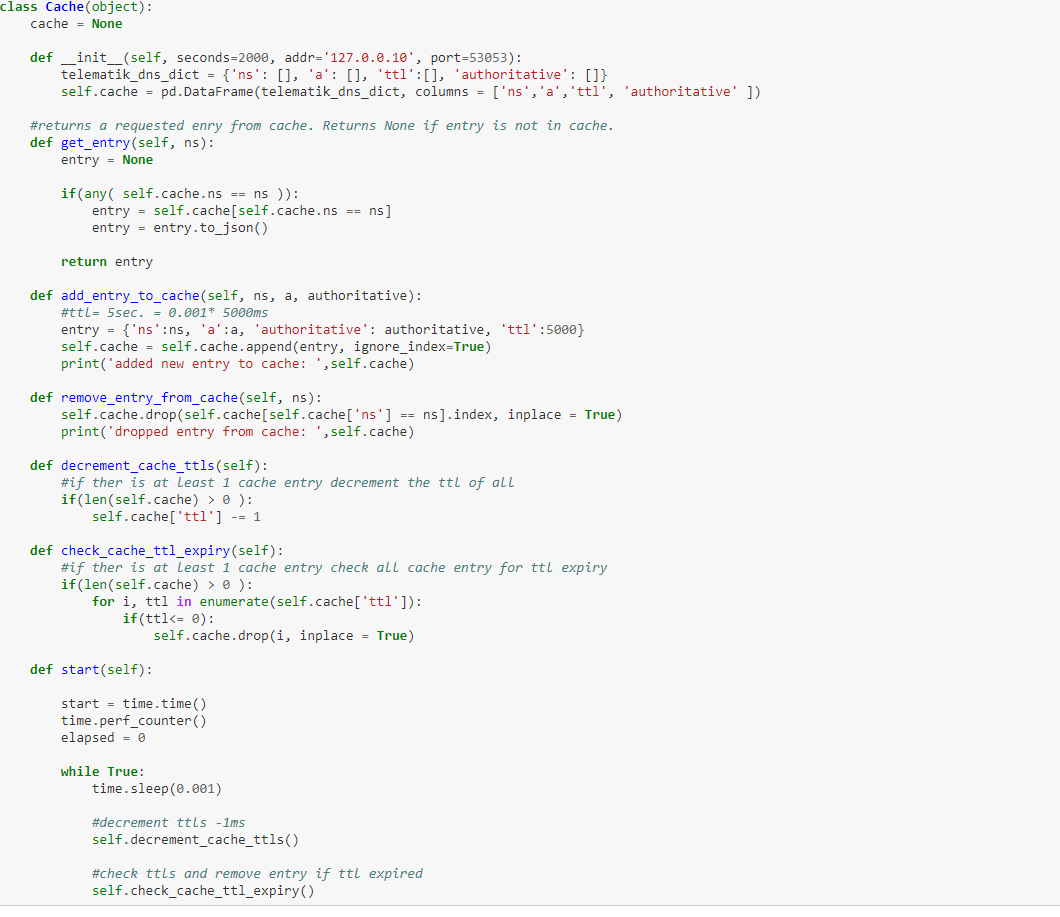 class Cache(object):
    cache = None

    def __init__(self, seconds=2000, addr='127.0.0.10', port=53053):
        telematik_dns_dict = {'ns': [], 'a': [], 'ttl':[], 'authoritative': []}
        self.cache = pd.DataFrame(telematik_dns_dict, columns = ['ns','a','ttl', 'authoritative' ])

    #returns a requested enry from cache. Returns None if entry is not in cache.
    def get_entry(self, ns):
        entry = None

        if(any( self.cache.ns == ns )):
            entry = self.cache[self.cache.ns == ns]
            entry = entry.to_json()

        return entry

    def add_entry_to_cache(self, ns, a, authoritative):
        #ttl= 5sec. = 0.001* 5000ms
        entry = {'ns':ns, 'a':a, 'authoritative': authoritative, 'ttl':5000}
        self.cache = self.cache.append(entry, ignore_index=True)
        print('added new entry to cache: ',self.cache)

    def remove_entry_from_cache(self, ns):
        self.cache.drop(self.cache[self.cache['ns'] == ns].index, inplace = True)
        print('dropped entry from cache: ',self.cache)

    def decrement_cache_ttls(self):
        #if ther is at least 1 cache entry decrement the ttl of all
        if(len(self.cache) > 0 ):
            self.cache['ttl'] -= 1

    def check_cache_ttl_expiry(self):
        #if ther is at least 1 cache entry check all cache entry for ttl expiry
        if(len(self.cache) > 0 ):
            for i, ttl in enumerate(self.cache['ttl']):
                if(ttl<= 0):
                    self.cache.drop(i, inplace = True)

    def start(self):

        start = time.time()
        time.perf_counter()
        elapsed = 0

        while True:
            time.sleep(0.001)

            #decrement ttls -1ms
            self.decrement_cache_ttls()

            #check ttls and remove entry if ttl expired
            self.check_cache_ttl_expiry()